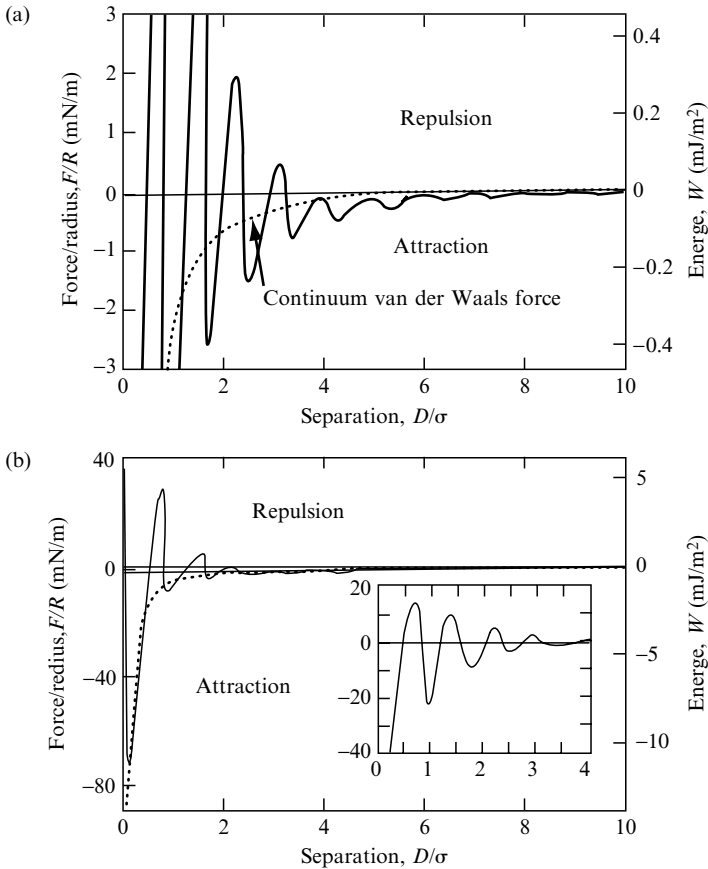 (a)
Force/radius,F/R (mN/m)
3
2
1
0
−1
−2
−3
Repulsion
Attraction
Continuum van der Waals force
0.4
0.2
0
−0.2
−0.4
Energe, W (mJ/m²)
0 2 4 6 8 10
Separation, D/σ
(b)
Force/redius,F/R (mN/m)
40
0
−40
−80
Repulsion
Attraction
20
0
−20
−40
0 1 2 3 4
5
0
−5
−10
Energe, W (mJ/m²)
0 2 4 6 8 10
Separation, D/σ